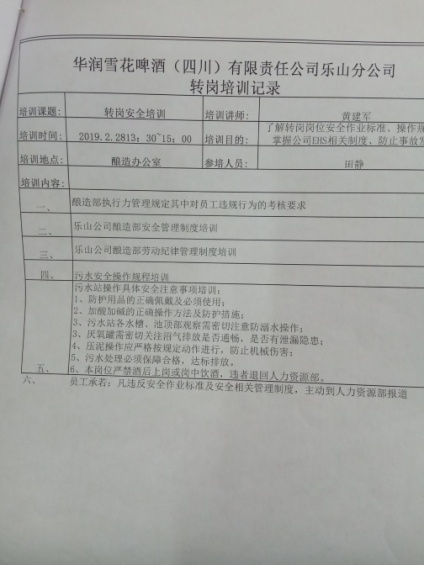 华润雪花啤酒（四川）有限责任公司乐山分公司
转岗培训记录
培训课题: 转岗安全培训 培训讲师: 黄建军
培训时间: 2019.2.2813：30~15：00 培训目的: 了解转岗岗位安全作业标准、操作规
掌握公司EHS相关制度、防止事故发
培训地点: 酿造办公室 参培人员: 田静
培训内容:
一、 酿造部执行力管理规定其中对员工违规行为的考核要求
二、 乐山公司酿造部安全管理制度培训
三、 乐山公司酿造部劳动纪律管理制度培训
四、 污水安全操作规程培训
污水站操作具体安全注意事项培训:
1、防护用品的正确佩戴及必须使用;
2、加酸加碱的正确操作方法及防护措施;
3、污水站各水槽、池顶部观察需密切注意防溺水操作;
3、厌氧罐需密切关注沼气排放是否通畅，是否有泄漏隐患;
4、压泥操作应严格按规定动作进行，防止机械伤害;
5、污水处理必须保障合格、达标排放。
五、 6、本岗位严禁酒后上岗或岗中饮酒，违者退回人力资源部。
六、 员工承若: 凡违反安全作业标准及安全相关管理制度，主动到人力资源部报道